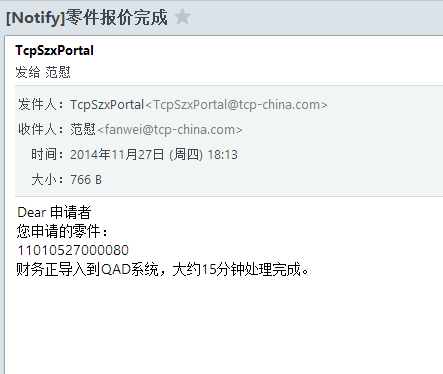 [Notify]零件报价完成
TcpSzxPortal
发给 范慰
发件人：TcpSzxPortal<TcpSzxPortal@tcp-china.com>
收件人：范慰<fanwei@tcp-china.com>
时间：2014年11月27日 (周四) 18:13
大小：766 B
Dear 申请者
您申请的零件：
11010527000080
财务正导入到QAD系统，大约15分钟处理完成。